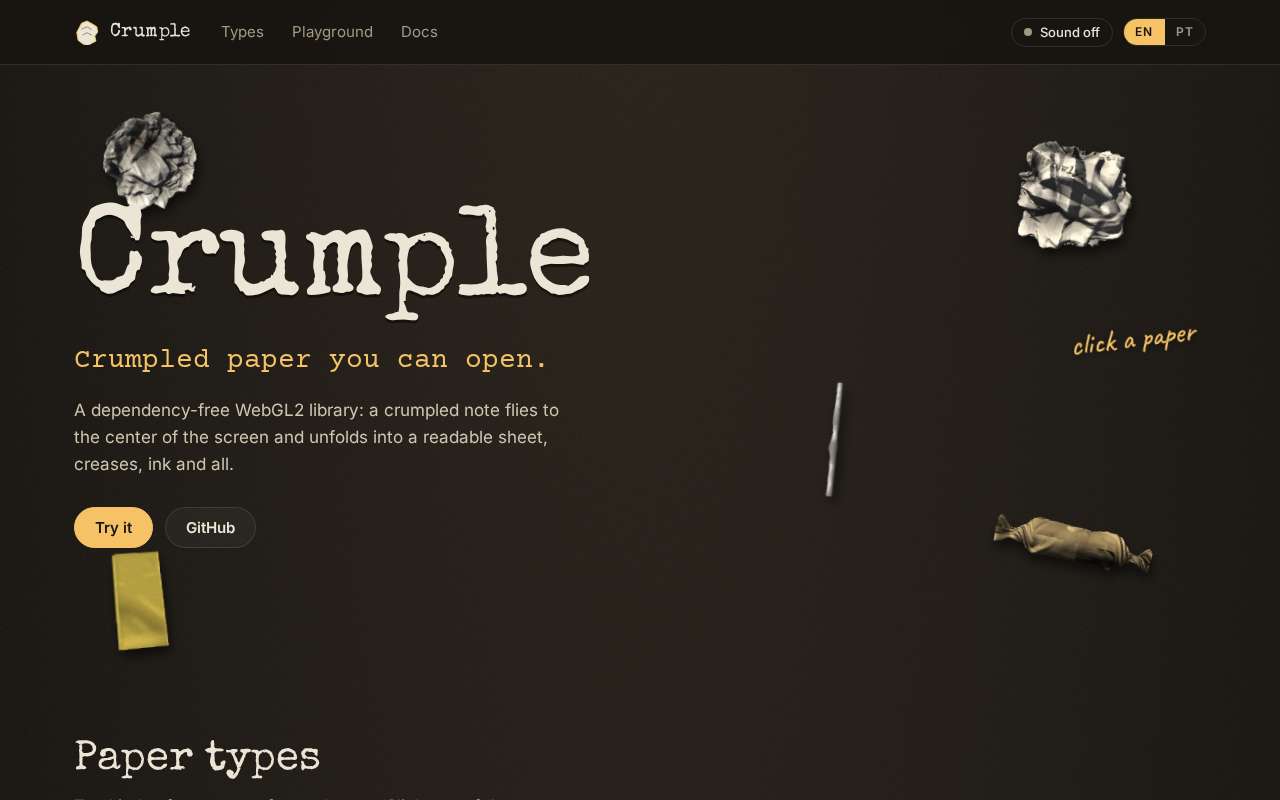 Crumple
Types
Playground
Docs
Sound off
EN
PT
Crumple
click a paper
Crumpled paper you can open.
A dependency-free WebGL2 library: a crumpled note flies to
the center of the screen and unfolds into a readable sheet,
creases, ink and all.
Try it
GitHub
Paper types